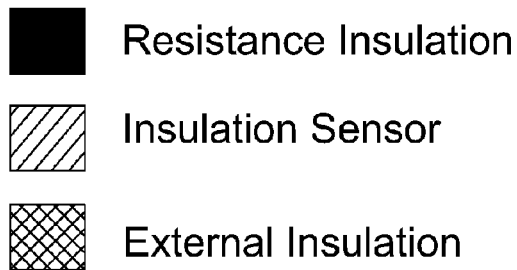 Resistance Insulation
Insulation Sensor
External Insulation